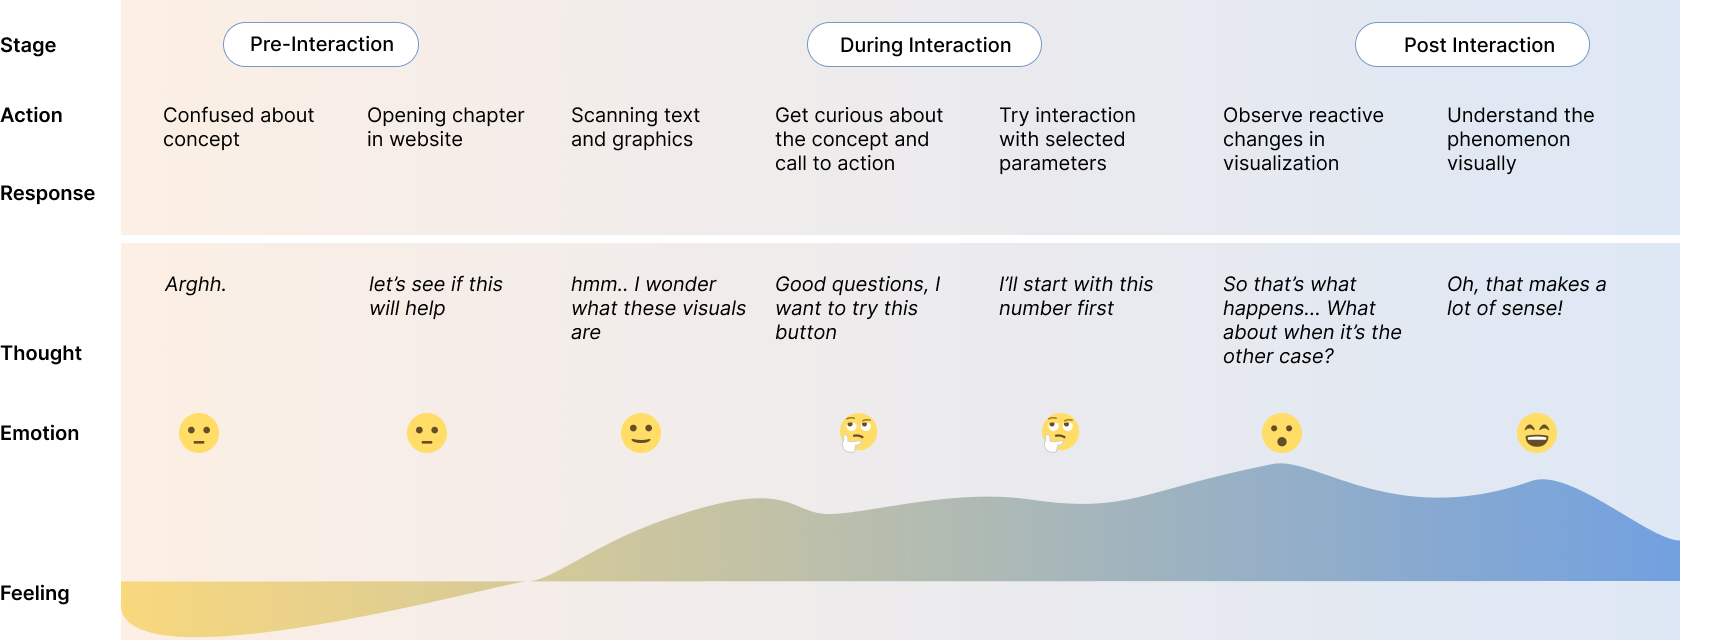 Stage
Pre-Interaction
During Interaction
Post Interaction
Action
Confused about
concept
Opening chapter
in website
Scanning text
and graphics
Get curious about
the concept and
call to action
Try interaction
with selected
parameters
Observe reactive
changes in
visualization
Understand the
phenomenon
visually
Response
Thought
Arghh.
let’s see if this
will help
hmm.. I wonder
what these visuals
are
Good questions, I
want to try this
button
I’ll start with this
number first
So that’s what
happens... What
about when it’s the
other case?
Oh, that makes a
lot of sense!
Emotion
Feeling